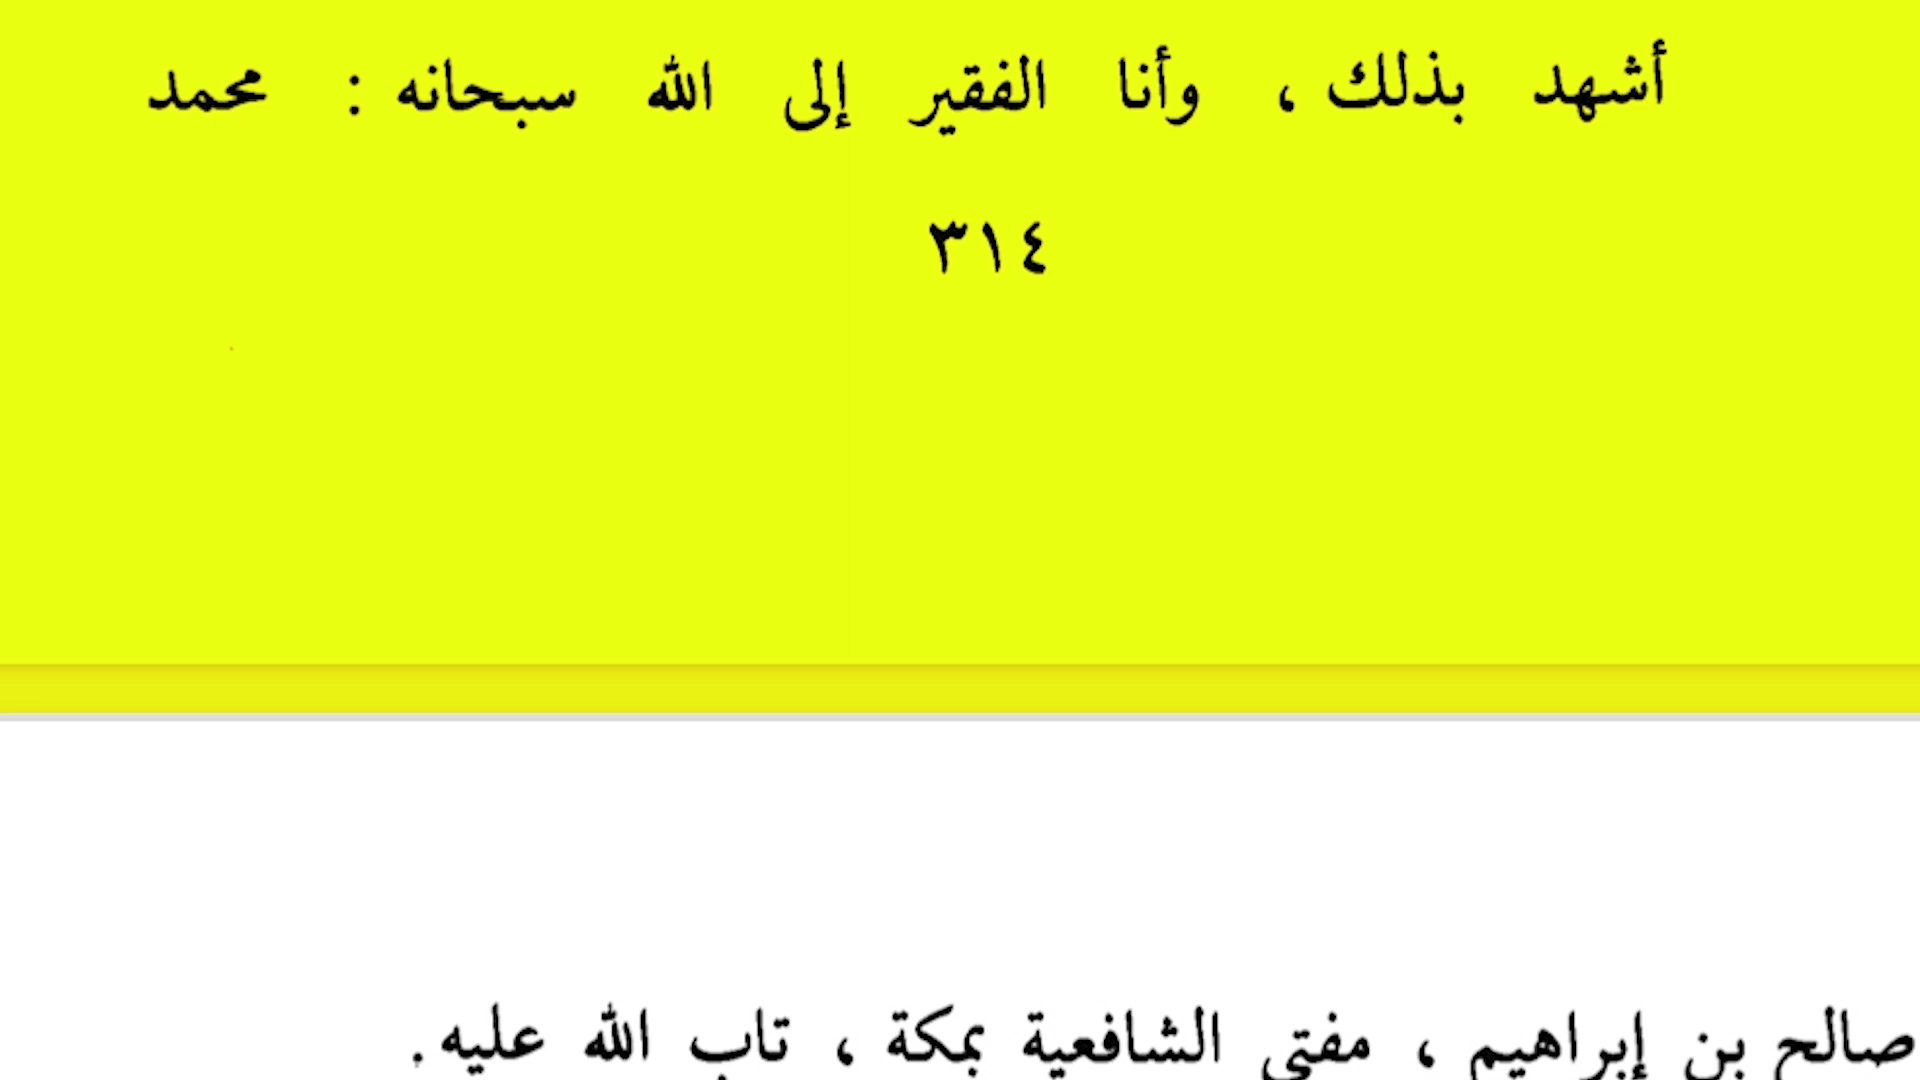 أشهد بذلك ، وأنا الفقير إلى الله سبحانه : محمد
٣١٤
صالح بن إبراهيم ، مفتي الشافعية بمكة ، تاب الله عليه .